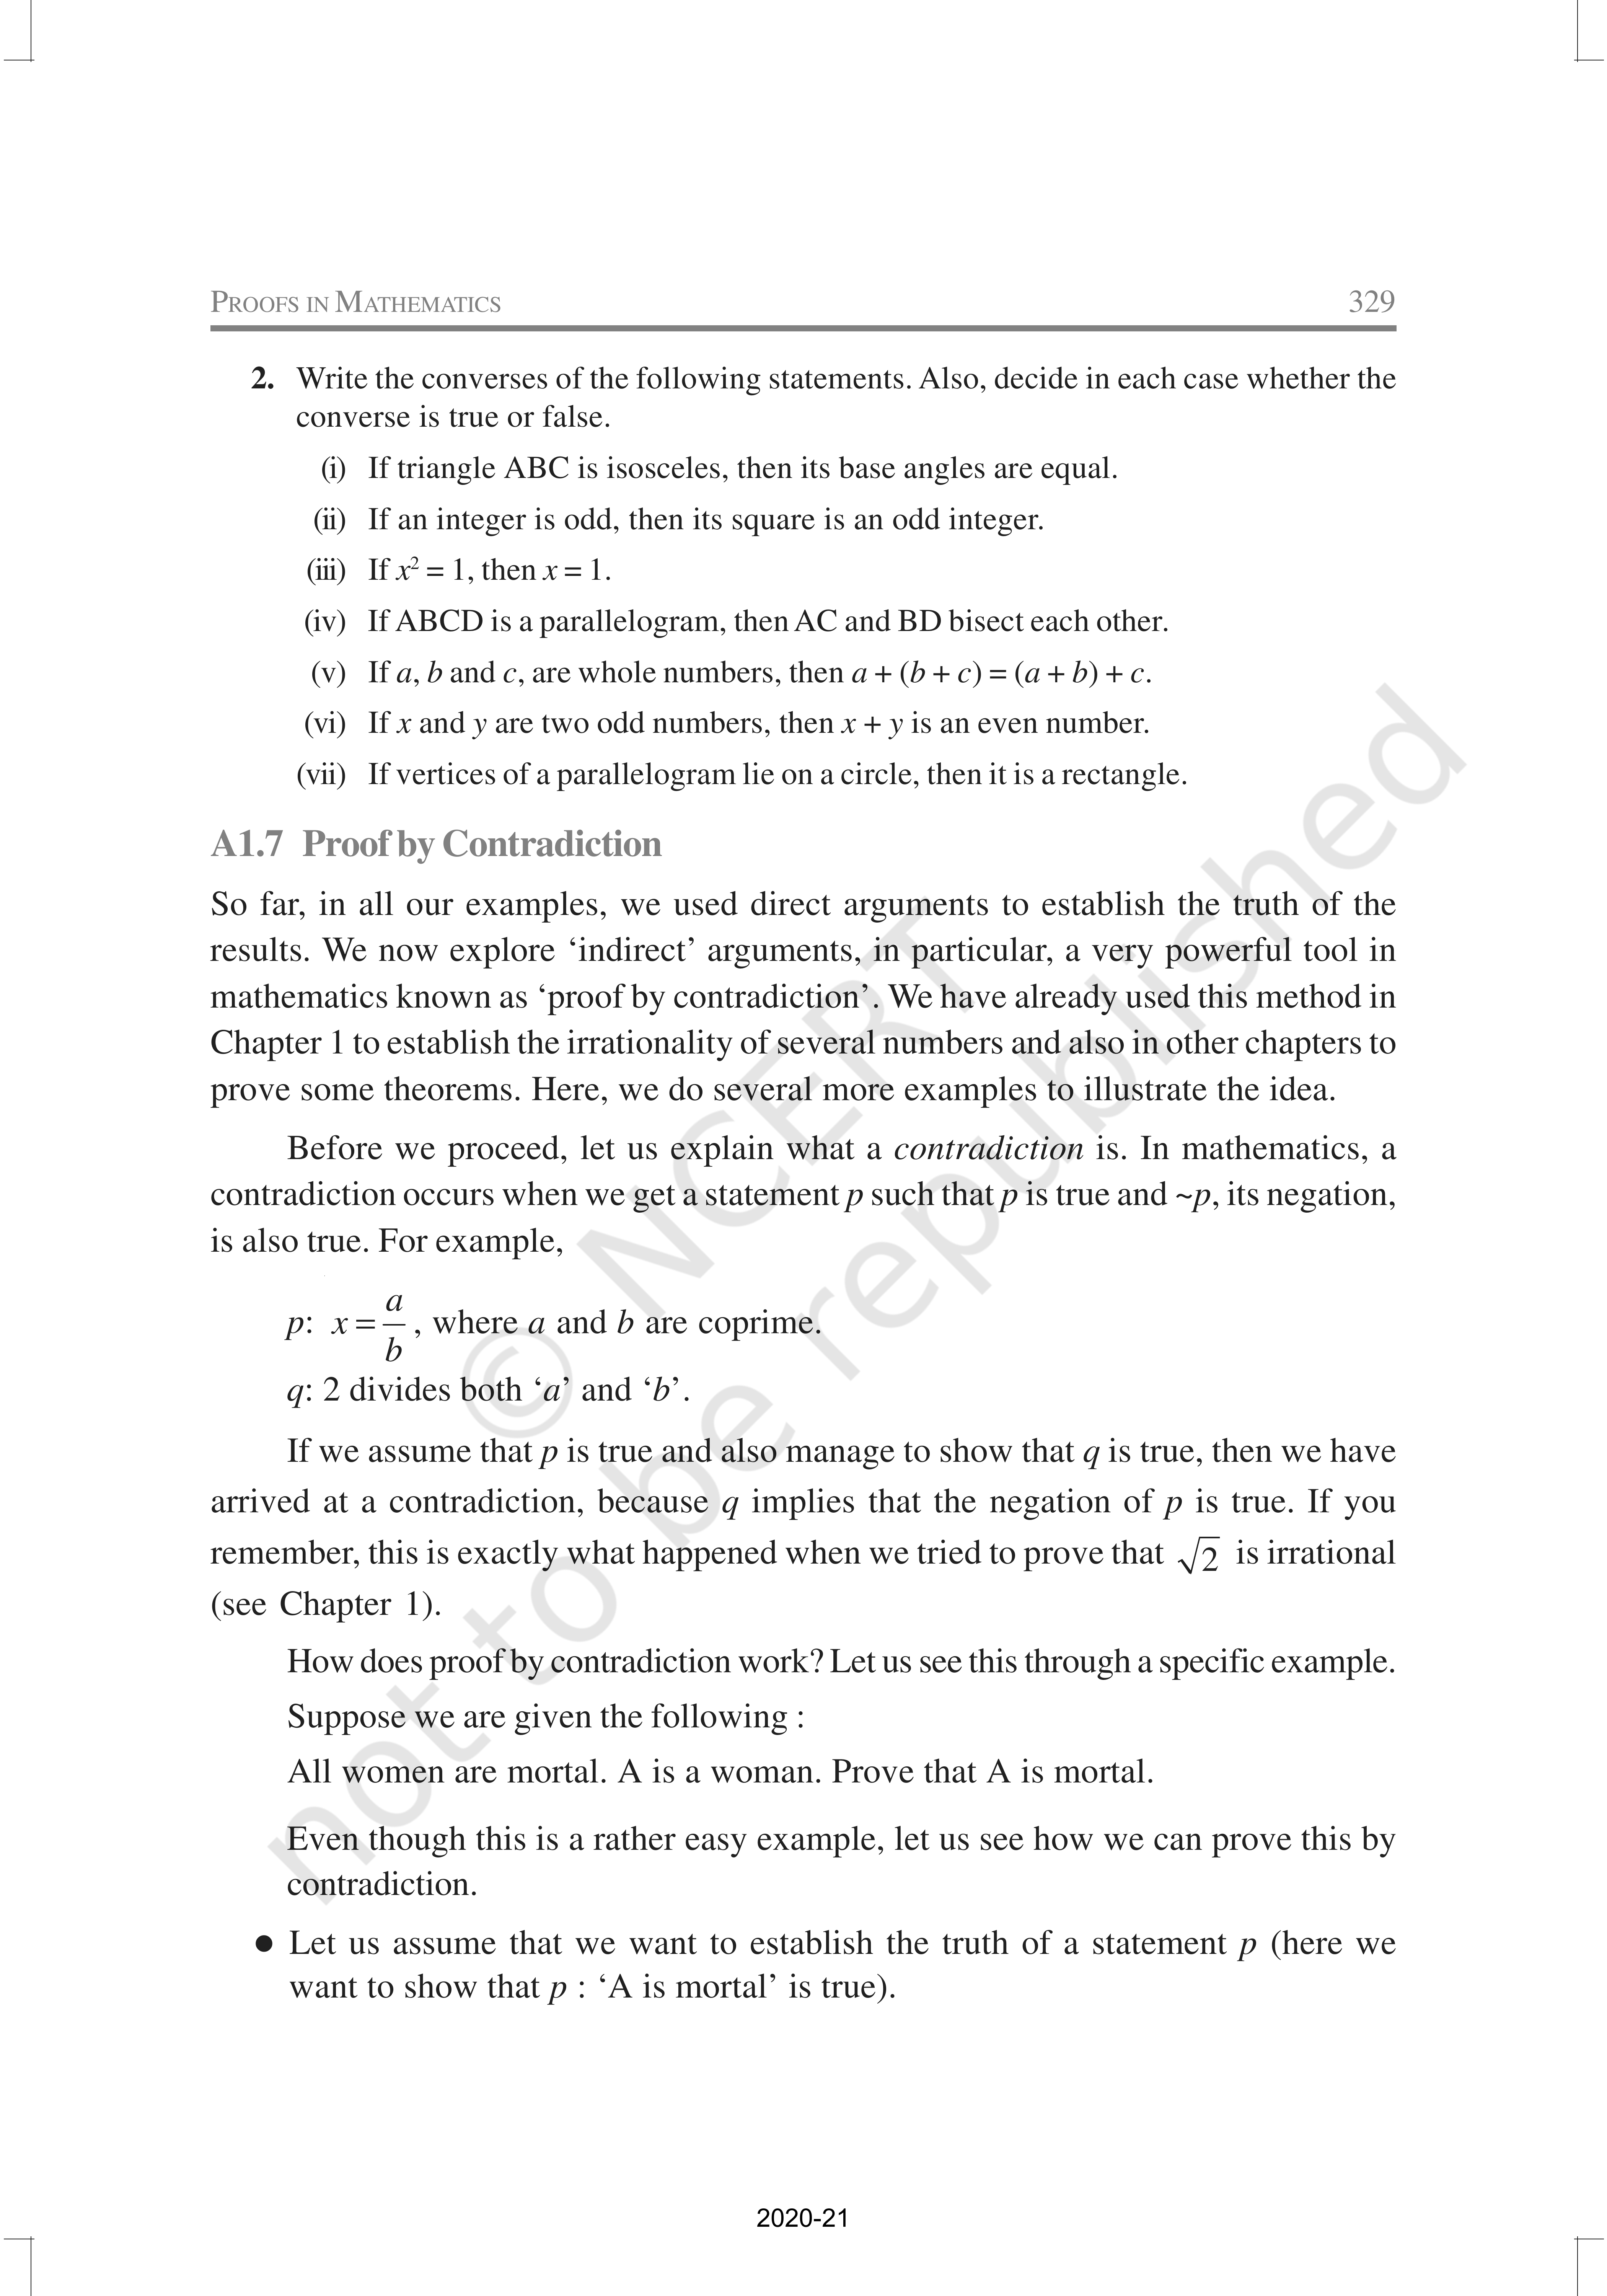 PROOFS IN MATHEMATICS 329
2. Write the converses of the following statements. Also, decide in each case whether the
converse is true or false.
(i) If triangle ABC is isosceles, then its base angles are equal.
(ii) If an integer is odd, then its square is an odd integer.
(iii) If x² = 1, then x = 1.
(iv) If ABCD is a parallelogram, then AC and BD bisect each other.
(v) If a, b and c, are whole numbers, then a + (b + c) = (a + b) + c.
(vi) If x and y are two odd numbers, then x + y is an even number.
(vii) If vertices of a parallelogram lie on a circle, then it is a rectangle.
A1.7 Proof by Contradiction
So far, in all our examples, we used direct arguments to establish the truth of the
results. We now explore ‘indirect’ arguments, in particular, a very powerful tool in
mathematics known as ‘proof by contradiction’. We have already used this method in
Chapter 1 to establish the irrationality of several numbers and also in other chapters to
prove some theorems. Here, we do several more examples to illustrate the idea.
Before we proceed, let us explain what a contradiction is. In mathematics, a
contradiction occurs when we get a statement p such that p is true and ~p, its negation,
is also true. For example,
p: x = a/b, where a and b are coprime.
q: 2 divides both ‘a’ and ‘b’.
If we assume that p is true and also manage to show that q is true, then we have
arrived at a contradiction, because q implies that the negation of p is true. If you
remember, this is exactly what happened when we tried to prove that √2 is irrational
(see Chapter 1).
How does proof by contradiction work? Let us see this through a specific example.
Suppose we are given the following :
All women are mortal. A is a woman. Prove that A is mortal.
Even though this is a rather easy example, let us see how we can prove this by
contradiction.
● Let us assume that we want to establish the truth of a statement p (here we
want to show that p : ‘A is mortal’ is true).
© NCERT
not to be republished
2020-21